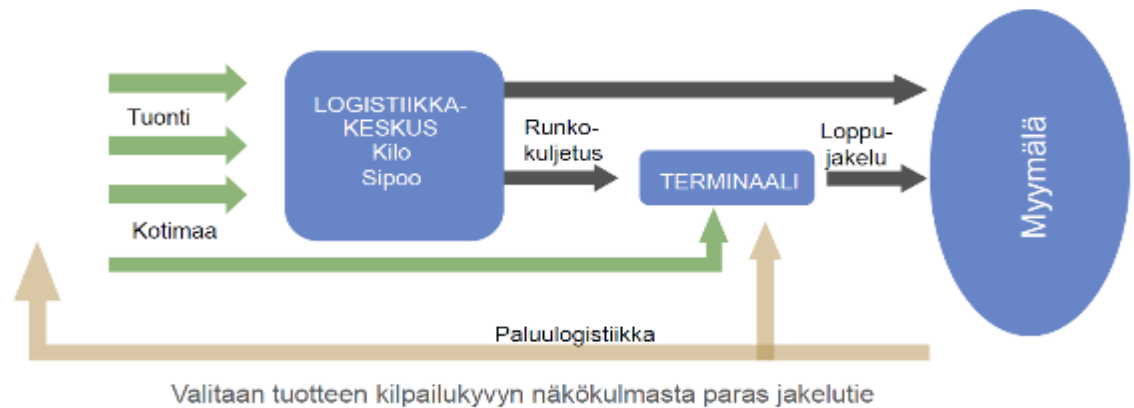 Tuonti
Kotimaa
LOGISTIIKKA-
KESKUS
Kilo
Sipoo
Runko-
kuljetus
TERMINAALI
Loppu-
jakelu
Myymälä
Paluulogistiikka
Valitaan tuotteen kilpailukyvyn näkökulmasta paras jakelutie